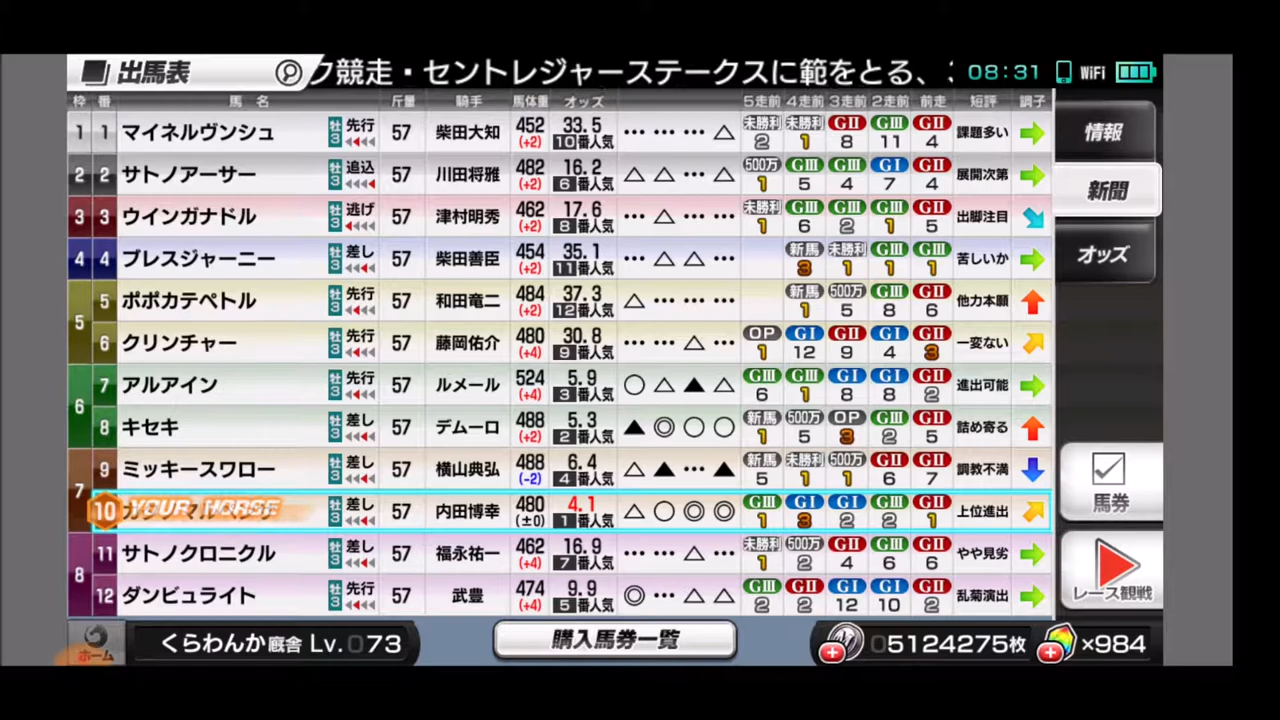 出馬表 ク競走・セントレジャーステークスに範をとる、 08:31 WiFi
枠 番 馬 名 斤量 騎手 馬体重 オッズ 5走前 4走前 3走前 2走前 前走 短評 調子
1 1 マイネルヴンシュ 牡3 先行 57 柴田大知 452 (+2) 33.5 10番人気 … … … △ 未勝利 2 未勝利 1 GII 8 GIII 11 GII 4 課題多い
2 2 サトノアーサー 牡3 追込 57 川田将雅 482 (+2) 16.2 6番人気 △ △ … △ 500万 1 GIII 5 GIII 4 GI 7 GII 4 展開次第
3 3 ウインガナドル 牡3 逃げ 57 津村明秀 462 (+2) 17.6 8番人気 … △ … … 未勝利 1 GIII 6 GIII 2 GIII 1 GII 5 出脚注目
4 4 ブレスジャーニー 牡3 差し 57 柴田善臣 454 (+2) 35.1 11番人気 … △ △ … 新馬 3 未勝利 1 GIII 1 GIII 1 苦しいか
5 5 ポポカテペトル 牡3 先行 57 和田竜二 484 (+2) 37.3 12番人気 △ … … … 新馬 1 500万 5 GIII 8 GII 6 他力本願
6 クリンチャー 牡3 先行 57 藤岡佑介 480 (+4) 30.8 9番人気 … … △ … OP 1 GI 12 GII 9 GI 4 GII 3 一変ない
6 7 アルアイン 牡3 先行 57 ルメール 524 (+4) 5.9 3番人気 ○ △ ▲ △ GIII 6 GIII 1 GI 8 GI 8 GII 2 進出可能
8 キセキ 牡3 差し 57 デムーロ 488 (+2) 5.3 2番人気 ▲ ◎ ○ ○ 新馬 1 500万 5 OP 3 GIII 2 GII 5 詰め寄る
7 9 ミッキースワロー 牡3 差し 57 横山典弘 488 (-2) 6.4 4番人気 △ ▲ … ▲ 新馬 5 未勝利 1 500万 1 GII 6 GII 7 調教不満
10 YOUR HORSE 牡3 差し 57 内田博幸 480 (±0) 4.1 1番人気 △ ○ ◎ ◎ GIII 1 GI 3 GI 2 GIII 2 GII 1 上位進出
8 11 サトノクロニクル 牡3 差し 57 福永祐一 462 (+4) 16.9 7番人気 … … △ … 未勝利 1 500万 2 GII 4 GIII 6 GII 6 やや見劣
12 ダンビュライト 牡3 先行 57 武豊 474 (+4) 9.9 5番人気 ◎ … △ △ GIII 2 GII 2 GI 12 GI 10 GII 2 乱菊演出
情報
新聞
オッズ
馬券
レース観戦
ホーム くらわんか厩舎 Lv.073 購入馬券一覧 05124275枚 ×984